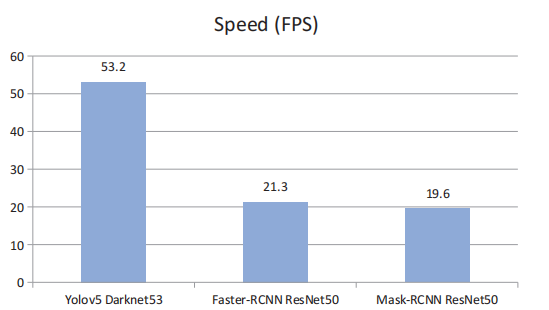 Speed (FPS)
60
50
40
30
20
10
0
53.2
21.3
19.6
Yolov5 Darknet53
Faster-RCNN ResNet50
Mask-RCNN ResNet50